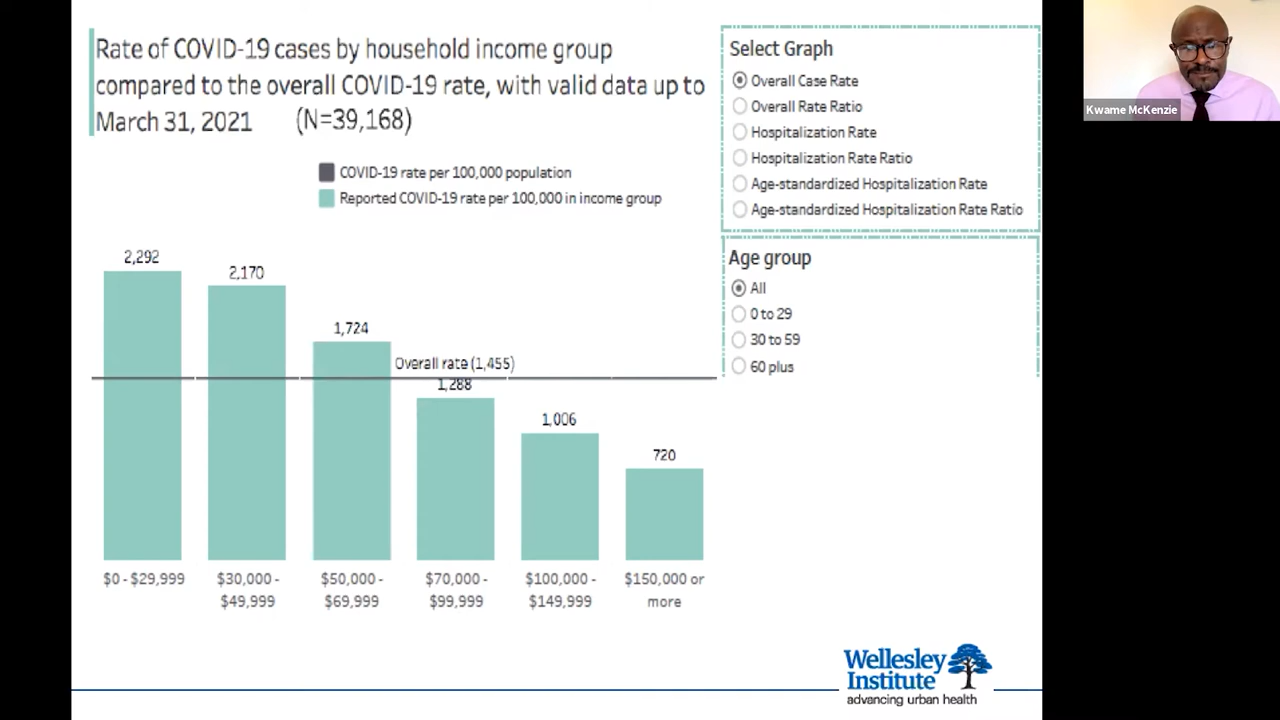 Rate of COVID-19 cases by household income group
compared to the overall COVID-19 rate, with valid data up to
March 31, 2021 (N=39,168)
COVID-19 rate per 100,000 population
Reported COVID-19 rate per 100,000 in income group
2,292
2,170
1,724
Overall rate (1,455)
1,288
1,006
720
$0 - $29,999
$30,000 -
$49,999
$50,000 -
$69,999
$70,000 -
$99,999
$100,000 -
$149,999
$150,000 or
more
Select Graph
Overall Case Rate
Overall Rate Ratio
Hospitalization Rate
Hospitalization Rate Ratio
Age-standardized Hospitalization Rate
Age-standardized Hospitalization Rate Ratio
Age group
All
0 to 29
30 to 59
60 plus
Kwame McKenzie
Wellesley
Institute
advancing urban health